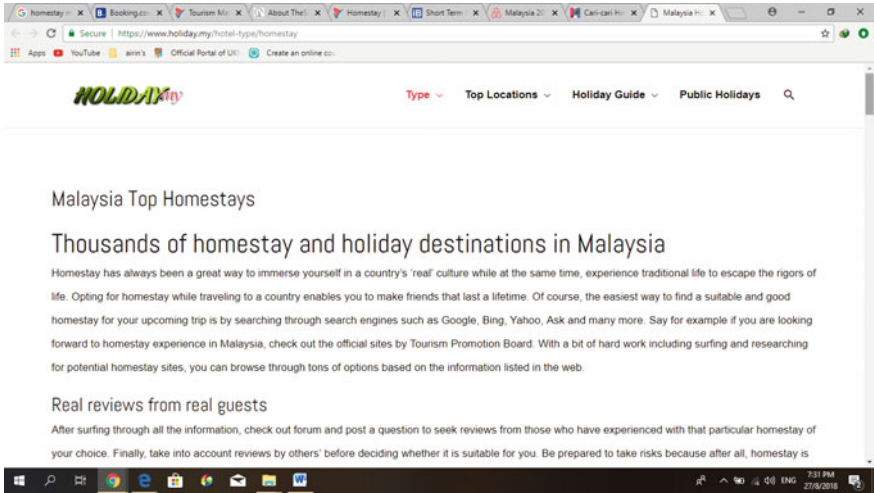 homestay
Booking.co
Tourism Ma
About The
Homestay |
Short Term
Malaysia 20
Cari-cari Ho
Malaysia H
Secure | https://www.holiday.my/hotel-type/homestay
Apps YouTube airin's Official Portal of UKI Create an online co
HOLIDAY my
Type Top Locations Holiday Guide Public Holidays
Malaysia Top Homestays
Thousands of homestay and holiday destinations in Malaysia
Homestay has always been a great way to immerse yourself in a country's 'real' culture while at the same time, experience traditional life to escape the rigors of
life. Opting for homestay while traveling to a country enables you to make friends that last a lifetime. Of course, the easiest way to find a suitable and good
homestay for your upcoming trip is by searching through search engines such as Google, Bing, Yahoo, Ask and many more. Say for example if you are looking
forward to homestay experience in Malaysia, check out the official sites by Tourism Promotion Board. With a bit of hard work including surfing and researching
for potential homestay sites, you can browse through tons of options based on the information listed in the web.
Real reviews from real guests
After surfing through all the information, check out forum and post a question to seek reviews from those who have experienced with that particular homestay of
your choice. Finally, take into account reviews by others' before deciding whether it is suitable for you. Be prepared to take risks because after all, homestay is
ENG
7:31 PM
27/8/2018